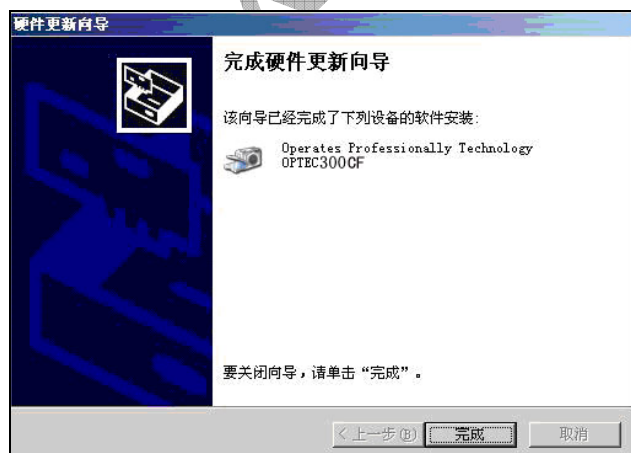 硬件更新向导
完成硬件更新向导
该向导已经完成了下列设备的软件安装:
Operates Professionally Technology
OPTEC300CF
要关闭向导,请单击“完成”。
< 上一步(B)
完成
取消